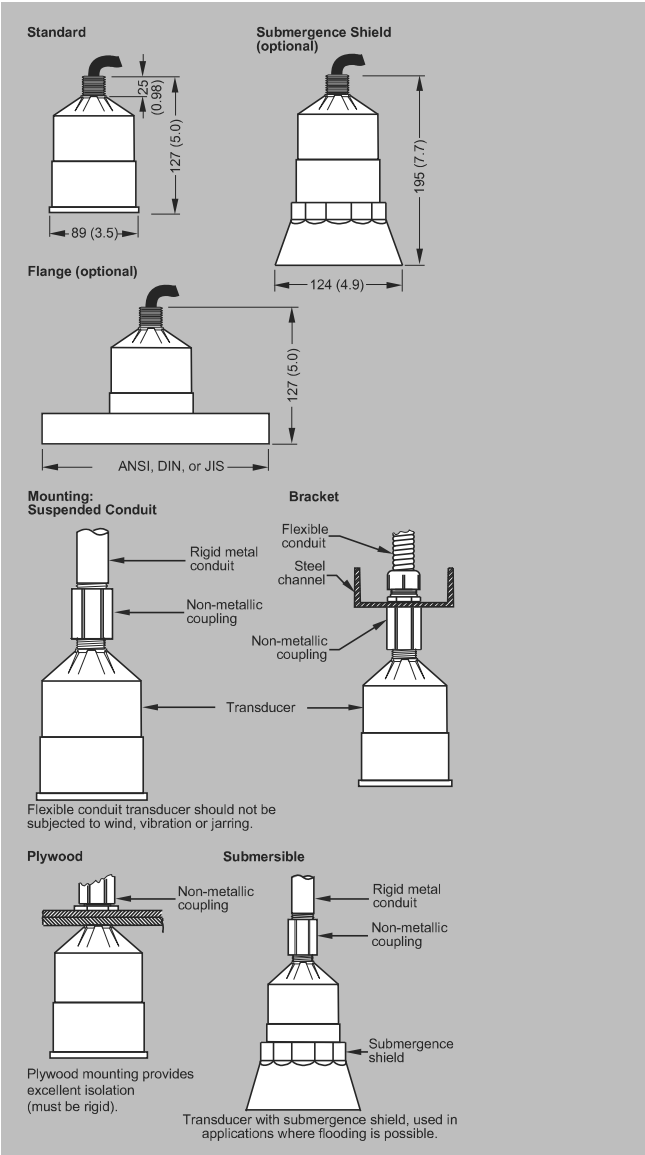 Standard
25
(0.98)
127 (5.0)
89 (3.5)
Submergence Shield
(optional)
195 (7.7)
124 (4.9)
Flange (optional)
127 (5.0)
ANSI, DIN, or JIS
Mounting:
Suspended Conduit
Rigid metal
conduit
Non-metallic
coupling
Bracket
Flexible
conduit
Steel
channel
Non-metallic
coupling
Transducer
Flexible conduit transducer should not be
subjected to wind, vibration or jarring.
Plywood
Non-metallic
coupling
Plywood mounting provides
excellent isolation
(must be rigid).
Submersible
Rigid metal
conduit
Non-metallic
coupling
Submergence
shield
Transducer with submergence shield, used in
applications where flooding is possible.